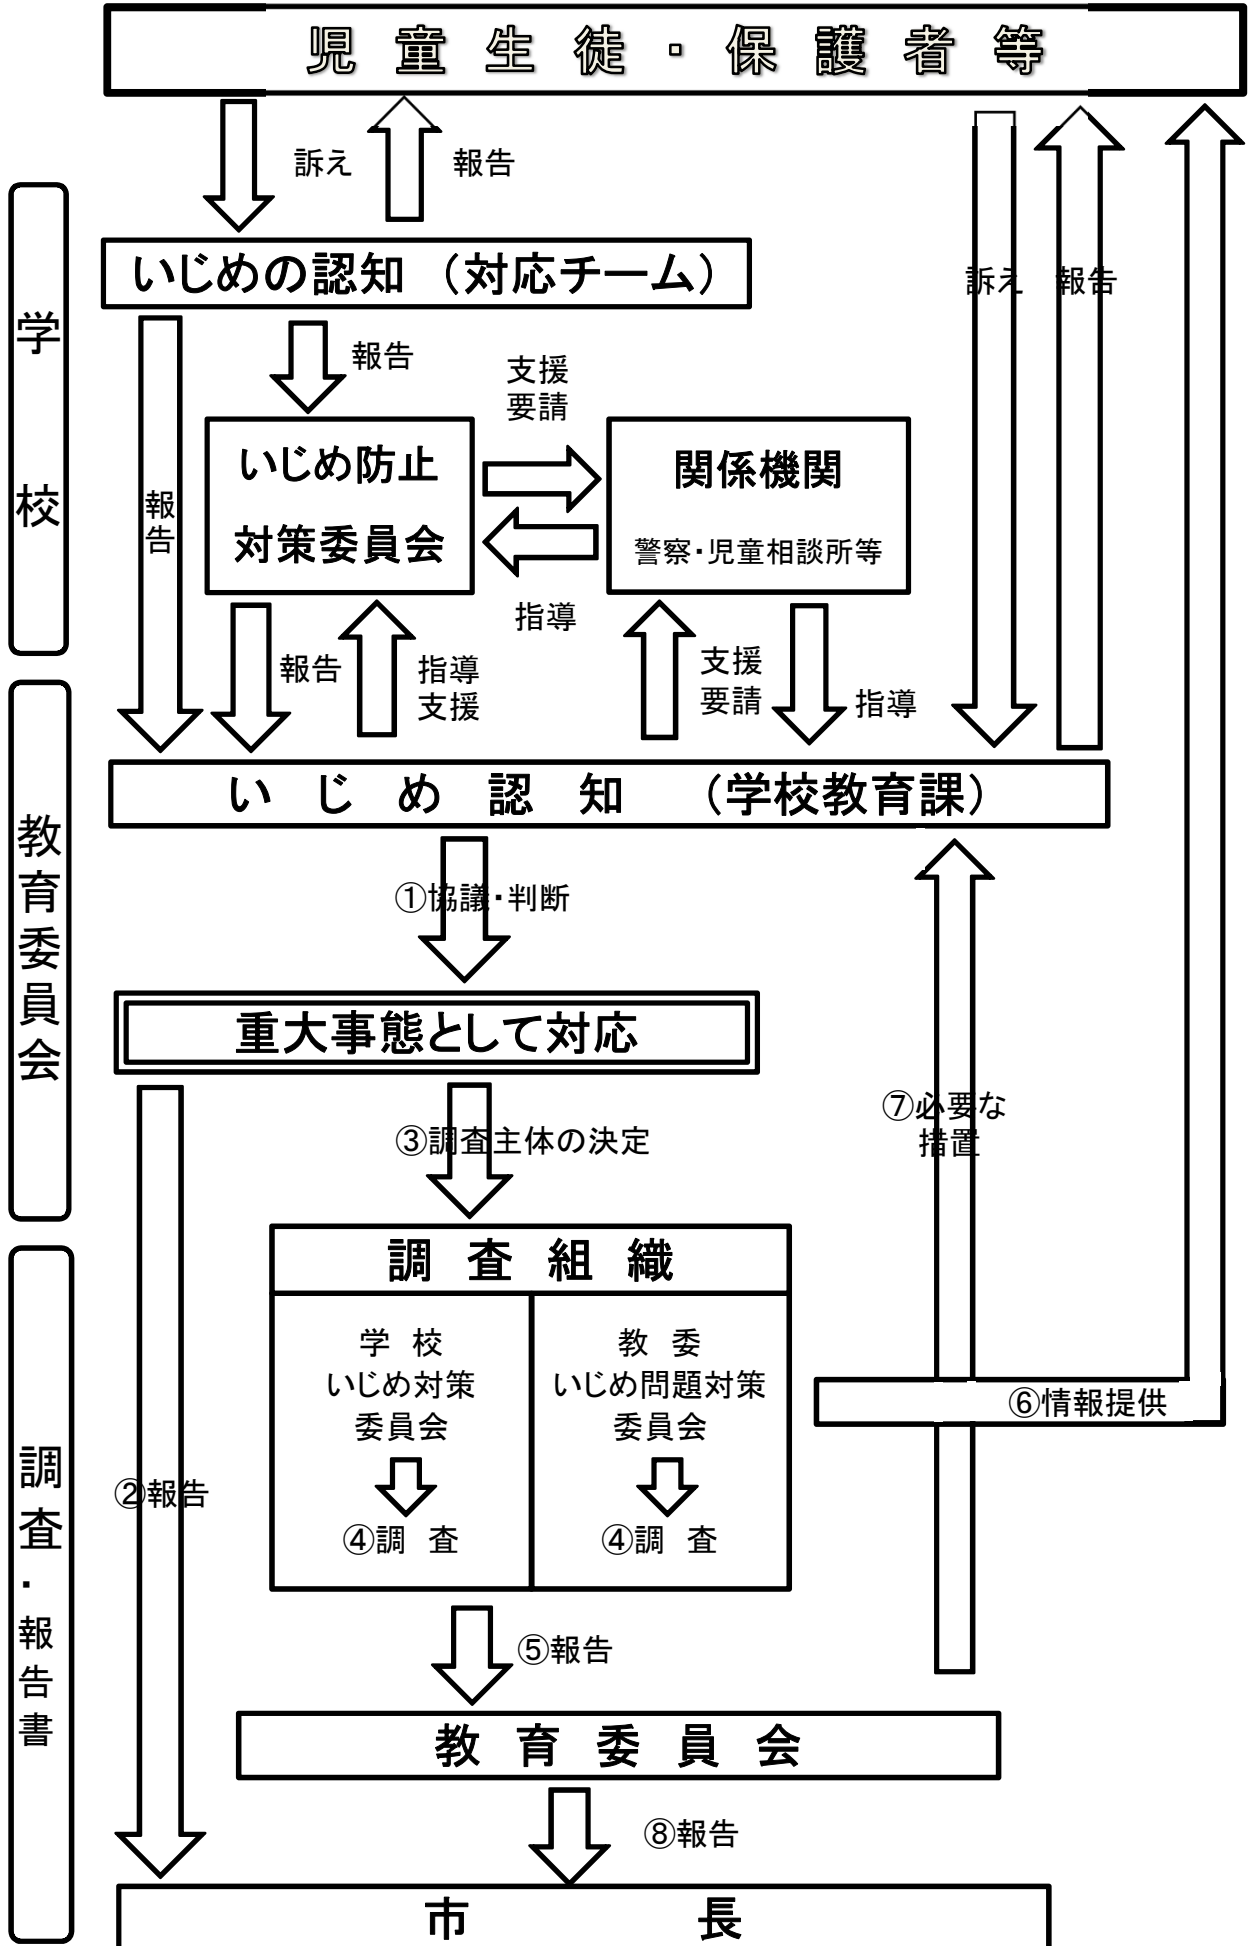 児童生徒・保護者等
訴え
報告
訴え
報告
学校
いじめの認知（対応チーム）
報告
報告
支援
要請
いじめ防止
対策委員会
関係機関
警察・児童相談所等
指導
報告
指導
支援
支援
要請
指導
教育委員会
いじめ認知（学校教育課）
①協議・判断
重大事態として対応
③調査主体の決定
⑦必要な
措置
調査・報告書
調査組織
学校
いじめ対策
委員会
④調査
教委
いじめ問題対策
委員会
④調査
⑥情報提供
②報告
⑤報告
教育委員会
⑧報告
市長